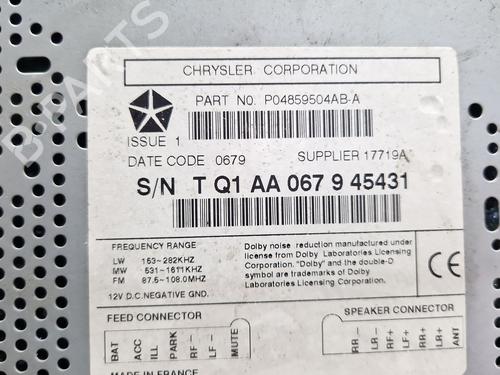 CHRYSLER CORPORATION
PART NO. P04859504AB-A
ISSUE 1
DATE CODE 0679 SUPPLIER 17719A
S/N T Q1 AA 067 9 45431
FREQUENCY RANGE
LW 153~282KHZ
MW 531~1611KHZ
FM 87.5~108.0MHZ
12V D.C.NEGATIVE GND.
Dolby noise reduction manufactured under
license from Dolby Laboratories Licensing
Corporation. "Dolby" and the double-D
symbol are trademarks of Dolby
Laboratories Licensing Corporation.
CE
FEED CONNECTOR
SPEAKER CONNECTOR
BAT
ACC
ILL
PARK
RF-
LF-
MUTE
RR-
LR-
RF+
LF+
RR+
LR+
ANT
MADE IN FRANCE